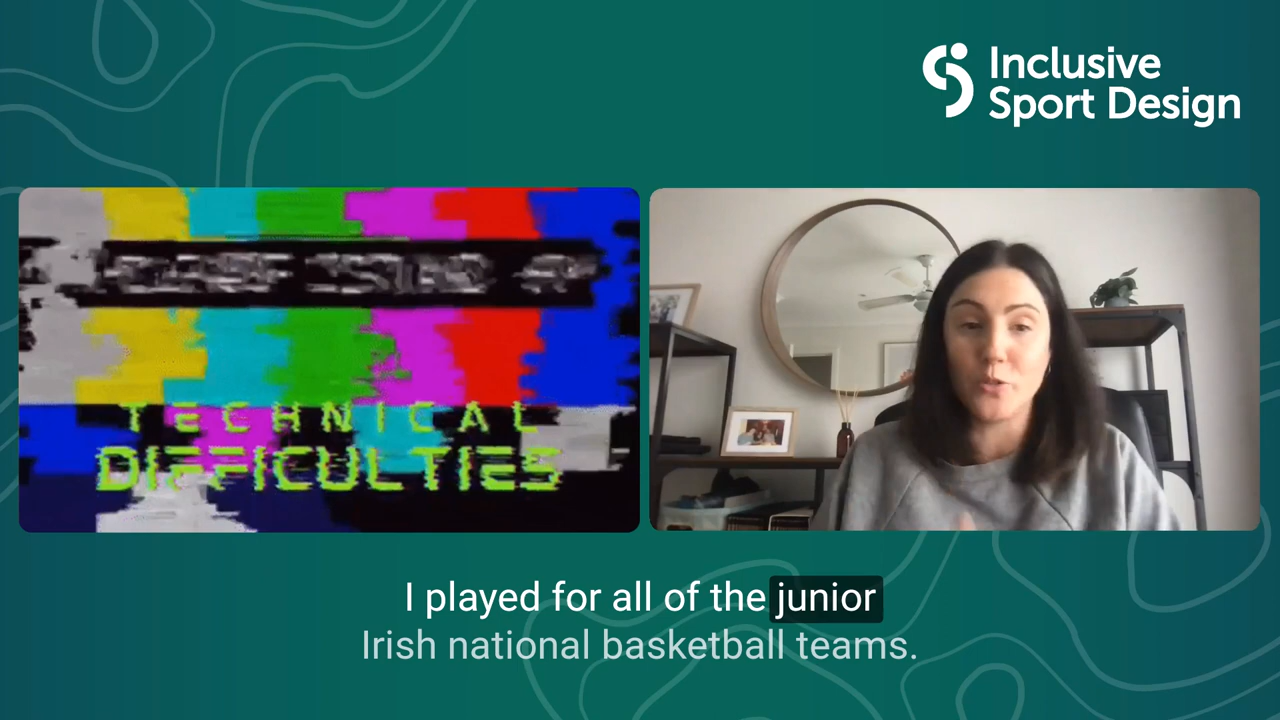 Inclusive
Sport Design
TECHNICAL
DIFFICULTIES
I played for all of the junior
Irish national basketball teams.